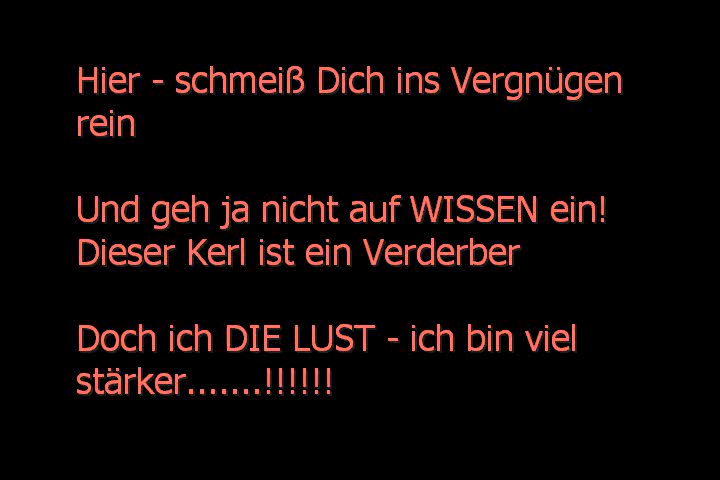 Hier - schmeiß Dich ins Vergnügen
rein
Und geh ja nicht auf WISSEN ein!
Dieser Kerl ist ein Verderber
Doch ich DIE LUST - ich bin viel
stärker.......!!!!!!